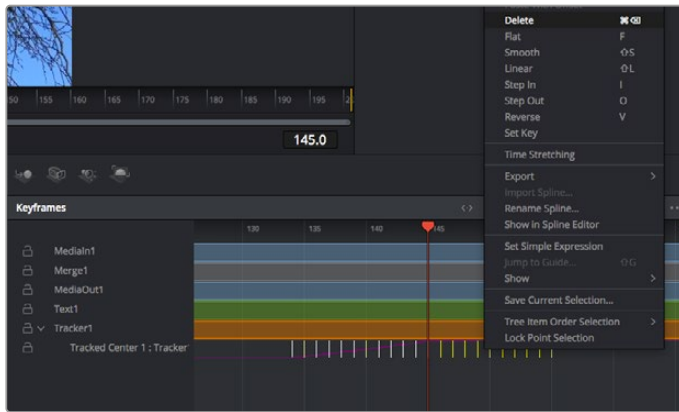 Delete ⌘⌫
Flat F
Smooth ⇧S
Linear ⇧L
Step In I
Step Out O
Reverse V
Set Key
Time Stretching
Export >
Import Spline...
Rename Spline...
Show in Spline Editor
Set Simple Expression
Jump to Guide... ⇧G
Show >
Save Current Selection...
Tree Item Order Selection >
Lock Point Selection
155 160 165 170 175 180 185 190 195
145.0
Keyframes
130 135 140 145
MediaIn1
Merge1
MediaOut1
Text1
Tracker1
Tracked Center 1 : Tracker